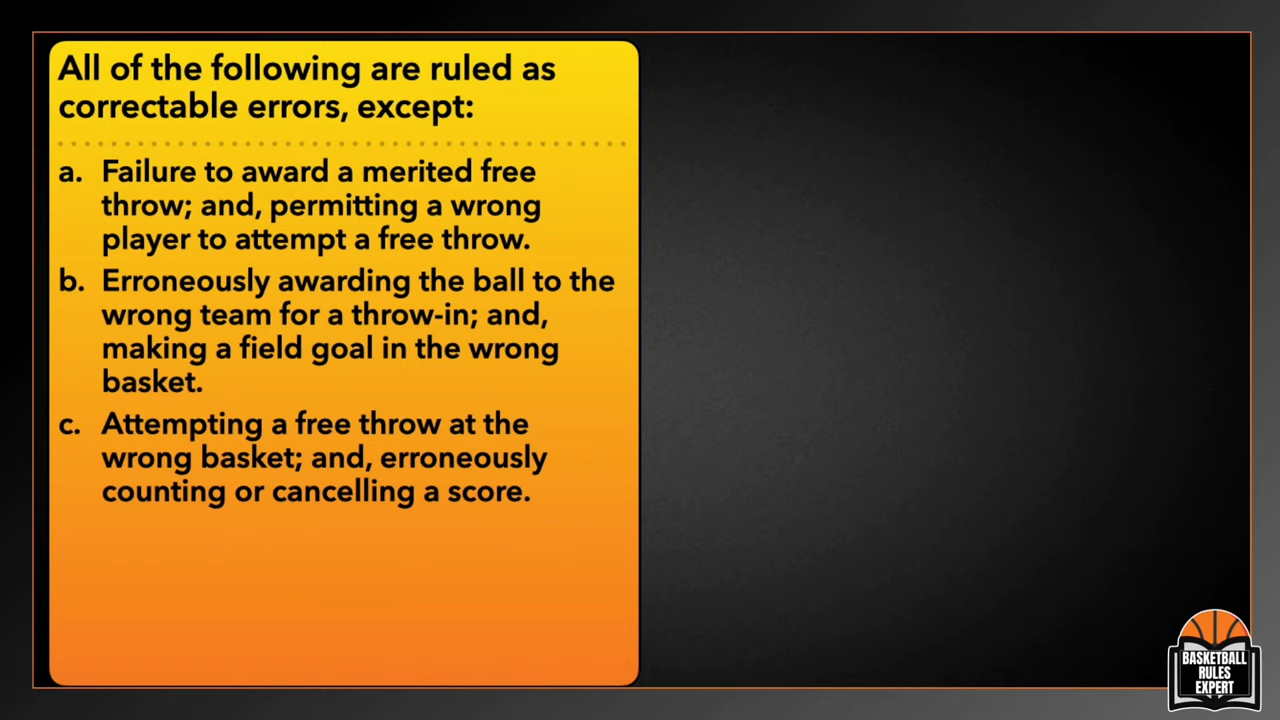 All of the following are ruled as
correctable errors, except:
a. Failure to award a merited free
throw; and, permitting a wrong
player to attempt a free throw.
b. Erroneously awarding the ball to the
wrong team for a throw-in; and,
making a field goal in the wrong
basket.
c. Attempting a free throw at the
wrong basket; and, erroneously
counting or cancelling a score.
BASKETBALL
RULES
EXPERT